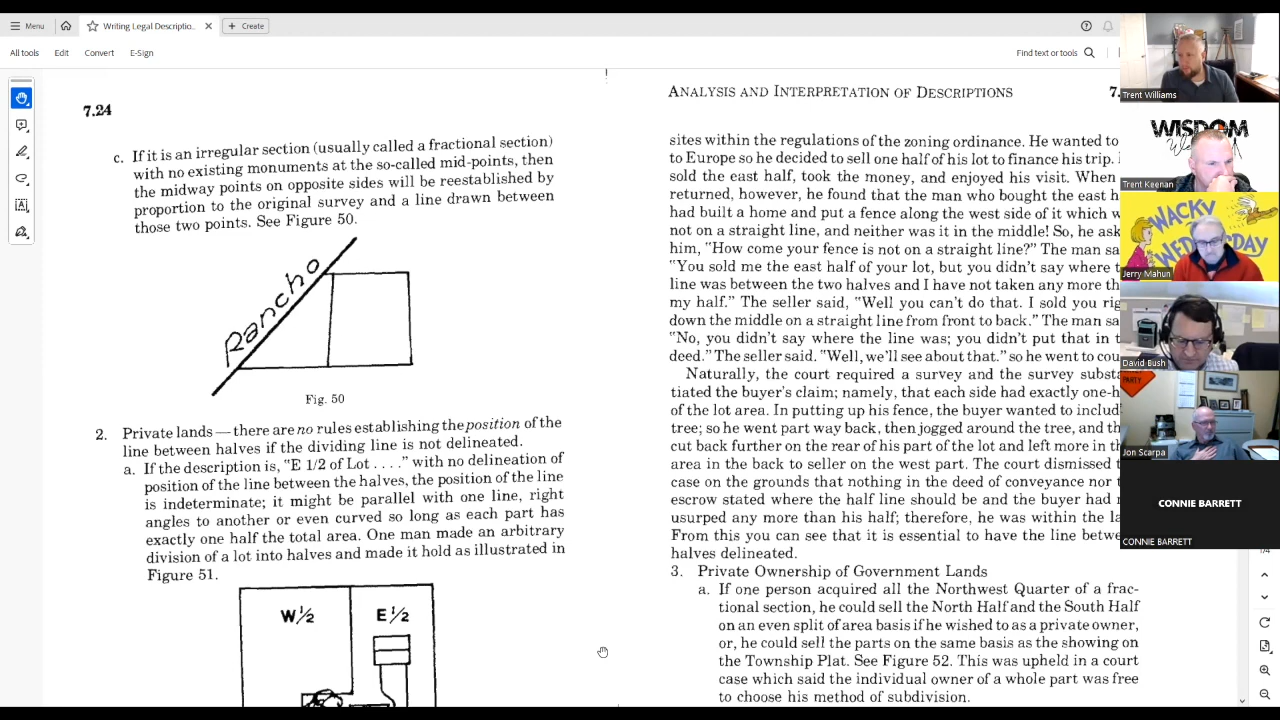 Menu
Writing Legal Descriptio...
Create
All tools
Edit
Convert
E-Sign
Find text or tools
7.24
c. If it is an irregular section (usually called a fractional section)
with no existing monuments at the so-called mid-points, then
the midway points on opposite sides will be reestablished by
proportion to the original survey and a line drawn between
those two points. See Figure 50.
Rancho
Fig. 50
2. Private lands — there are no rules establishing the position of the
line between halves if the dividing line is not delineated.
a. If the description is, "E 1/2 of Lot . . . ." with no delineation of
position of the line between the halves, the position of the line
is indeterminate; it might be parallel with one line, right
angles to another or even curved so long as each part has
exactly one half the total area. One man made an arbitrary
division of a lot into halves and made it hold as illustrated in
Figure 51.
W ½
E ½
ANALYSIS AND INTERPRETATION OF DESCRIPTIONS
7.
sites within the regulations of the zoning ordinance. He wanted to
to Europe so he decided to sell one half of his lot to finance his trip.
sold the east half, took the money, and enjoyed his visit. When
returned, however, he found that the man who bought the east h
had built a home and put a fence along the west side of it which w
not on a straight line, and neither was it in the middle! So, he ask
him, "How come your fence is not on a straight line?" The man sa
"You sold me the east half of your lot, but you didn't say where t
line was between the two halves and I have not taken any more th
my half." The seller said, "Well you can't do that. I sold you rig
down the middle on a straight line from front to back." The man sa
"No, you didn't say where the line was; you didn't put that in t
deed." The seller said. "Well, we'll see about that." so he went to cou
Naturally, the court required a survey and the survey substa
tiated the buyer's claim; namely, that each side had exactly one-h
of the lot area. In putting up his fence, the buyer wanted to includ
tree; so he went part way back, then jogged around the tree, and th
cut back further on the rear of his part of the lot and left more in th
area in the back to seller on the west part. The court dismissed t
case on the grounds that nothing in the deed of conveyance nor t
escrow stated where the half line should be and the buyer had n
usurped any more than his half; therefore, he was within the la
From this you can see that it is essential to have the line betwe
halves delineated.
3. Private Ownership of Government Lands
a. If one person acquired all the Northwest Quarter of a frac-
tional section, he could sell the North Half and the South Half
on an even split of area basis if he wished to as a private owner,
or, he could sell the parts on the same basis as the showing on
the Township Plat. See Figure 52. This was upheld in a court
case which said the individual owner of a whole part was free
to choose his method of subdivision.
Trent Williams
WISDOM
Trent Keenan
WACKY
WEDNESDAY
Jerry Mahun
David Bush
PARTY
Jon Scarpa
CONNIE BARRETT
CONNIE BARRETT